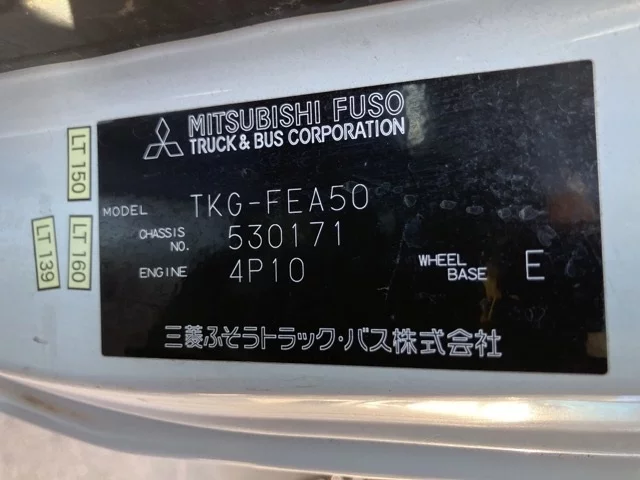 MITSUBISHI FUSO
TRUCK & BUS CORPORATION
MODEL TKG-FEA50
CHASSIS NO. 530171
ENGINE 4P10
WHEEL BASE E
三菱ふそうトラック・バス株式会社
LT 150
LT 160
LT 139